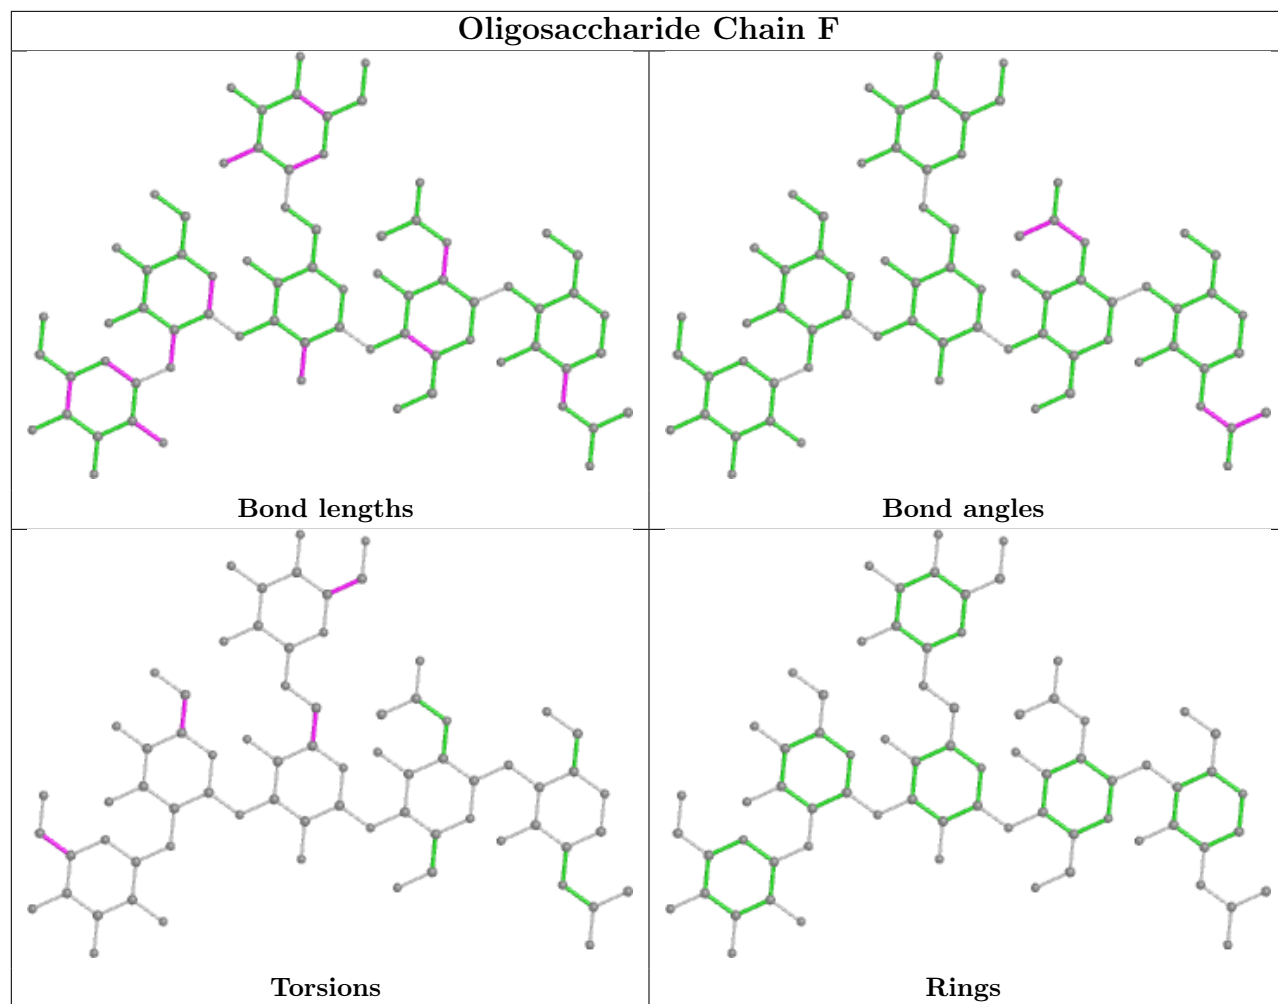 Oligosaccharide Chain F
Bond lengths
Bond angles
Torsions
Rings